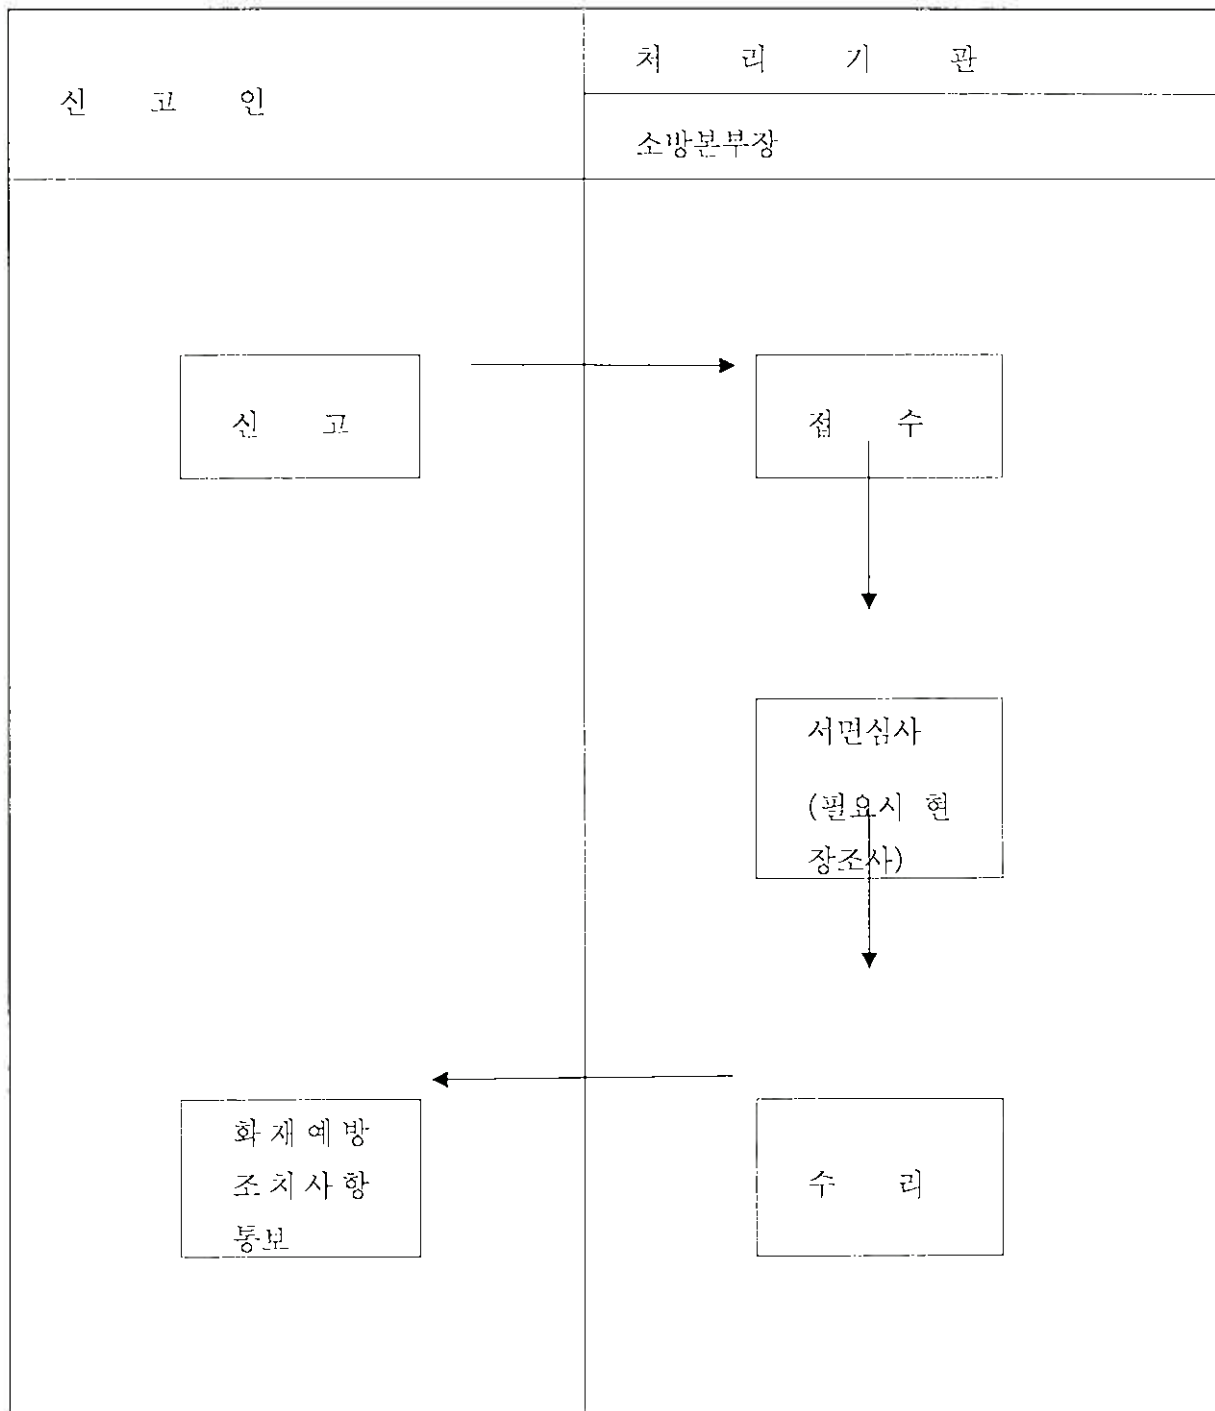 신 고 인
처 리 기 관
소방본부장
신 고
접 수
서면심사
(필요시 현
장조사)
화재예방
조치사항
통보
수 리